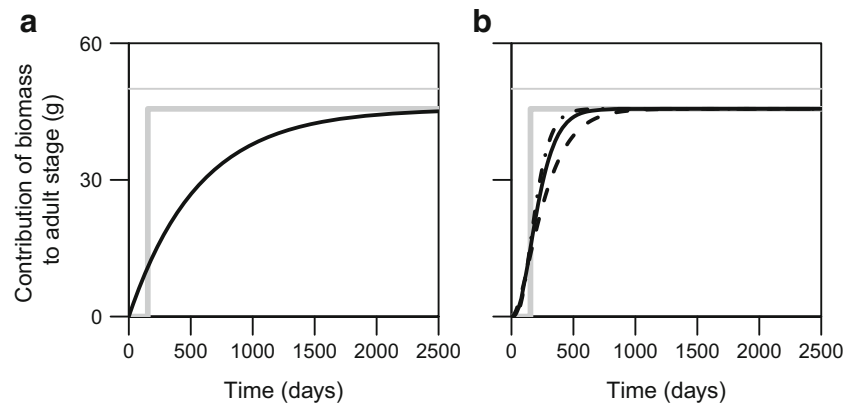 a
b
60
30
0
Contribution of biomass
to adult stage (g)
0 500 1000 1500 2000 2500
0 500 1000 1500 2000 2500
Time (days)
Time (days)